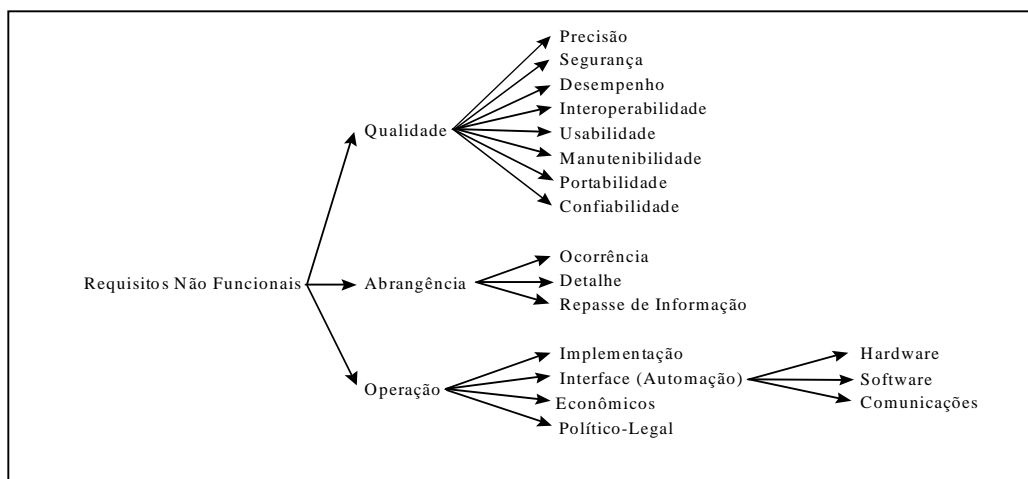 Precisão
Segurança
Desempenho
Interoperabilidade
Qualidade
Usabilidade
Manutenibilidade
Portabilidade
Confiabilidade
Ocorrência
Requisitos Não Funcionais
Abrangência
Detalhe
Repasse de Informação
Implementação
Hardware
Operação
Interface (Automação)
Software
Econômicos
Comunicações
Político-Legal